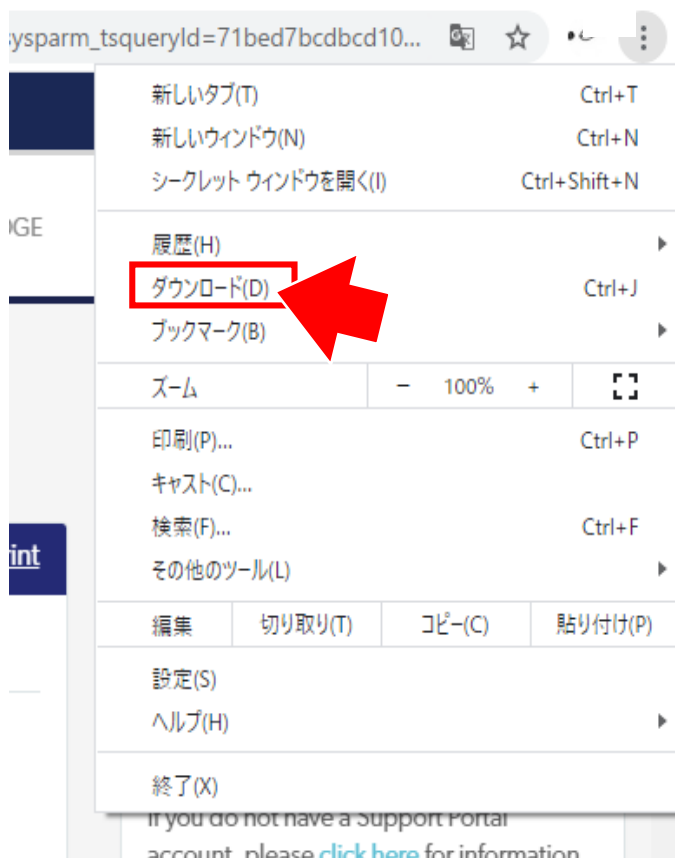 ysparm_tsqueryId=71bed7bcdbcd10...
新しいタブ(T) Ctrl+T
新しいウィンドウ(N) Ctrl+N
シークレット ウィンドウを開く(I) Ctrl+Shift+N
GE
履歴(H)
ダウンロード(D) Ctrl+J
ブックマーク(B)
ズーム − 100% +
印刷(P)... Ctrl+P
キャスト(C)...
検索(F)... Ctrl+F
int
その他のツール(L)
編集 切り取り(T) コピー(C) 貼り付け(P)
設定(S)
ヘルプ(H)
終了(X)
If you do not have a Support Portal
account, please click here for information